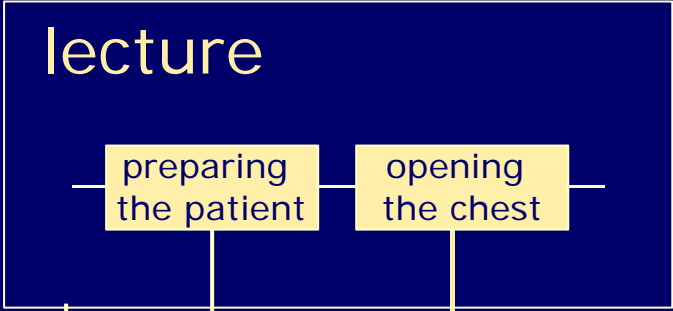 lecture
preparing
the patient
opening
the chest